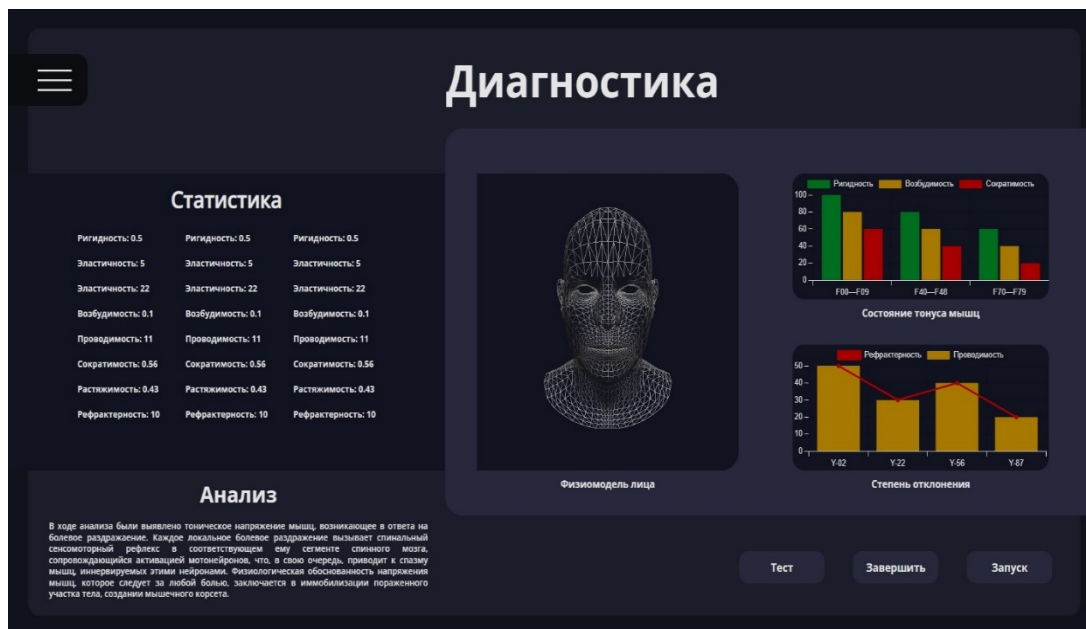 Диагностика
Статистика
Ригидность: 0.5 Ригидность: 0.5 Ригидность: 0.5
Эластичность: 5 Эластичность: 5 Эластичность: 5
Эластичность: 22 Эластичность: 22 Эластичность: 22
Возбудимость: 0.1 Возбудимость: 0.1 Возбудимость: 0.1
Проводимость: 11 Проводимость: 11 Проводимость: 11
Сократимость: 0.56 Сократимость: 0.56 Сократимость: 0.56
Растяжимость: 0.43 Растяжимость: 0.43 Растяжимость: 0.43
Рефрактерность: 10 Рефрактерность: 10 Рефрактерность: 10
Анализ
В ходе анализа были выявлено тоническое напряжение мышц, возникающее в ответа на
болевое раздражаение. Каждое локальное болевое раздражение вызывает спинальный
сенсомоторный рефлекс в соответствующем ему сегменте спинного мозга,
сопровождающийся активацией мотонейронов, что, в свою очередь, приводит к спазму
мышц, иннервируемых этими нейронами. Физиологическая обоснованность напряжения
мышц, которое следует за любой болью, заключается в иммобилизации пораженного
участка тела, создании мышечного корсета.
Физиомодель лица
Ригидность Возбудимость Сократимость
100
80
60
40
20
0
F00—F09 F40—F48 F70—F79
Состояние тонуса мышц
Рефрактерность Проводимость
50
40
30
20
10
0
Y-02 Y-22 Y-56 Y-87
Степень отклонения
Тест Завершить Запуск